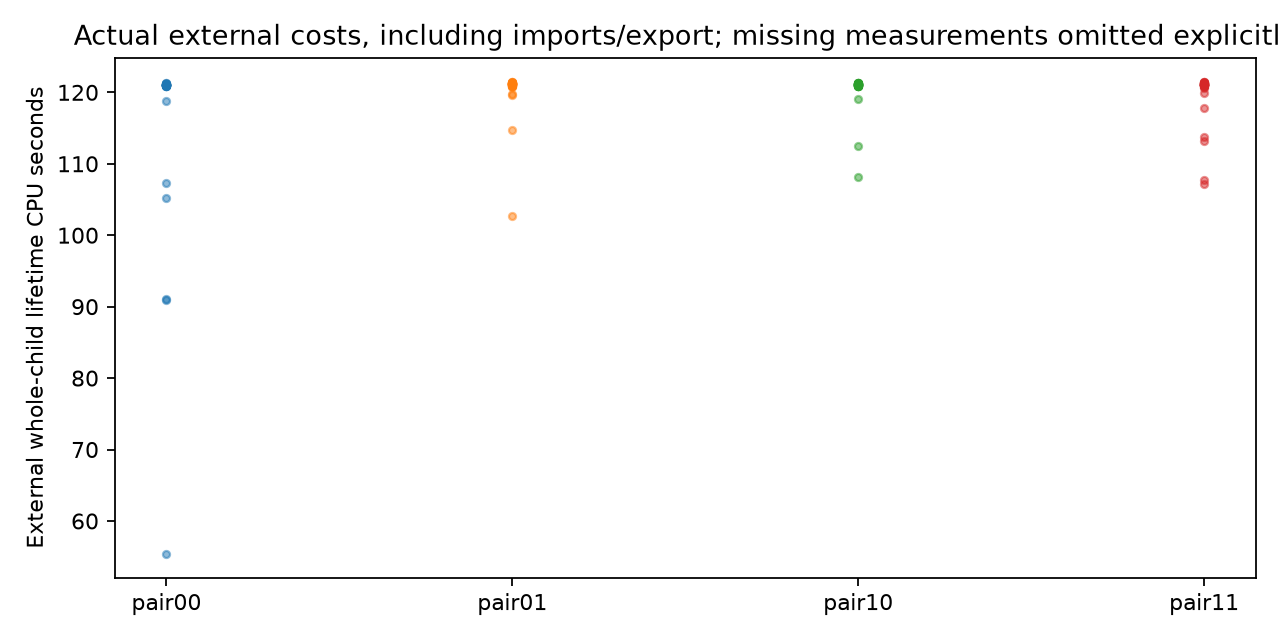 Actual external costs, including imports/export; missing measurements omitted explicitl
External whole-child lifetime CPU seconds
120
110
100
90
80
70
60
pair00 pair01 pair10 pair11